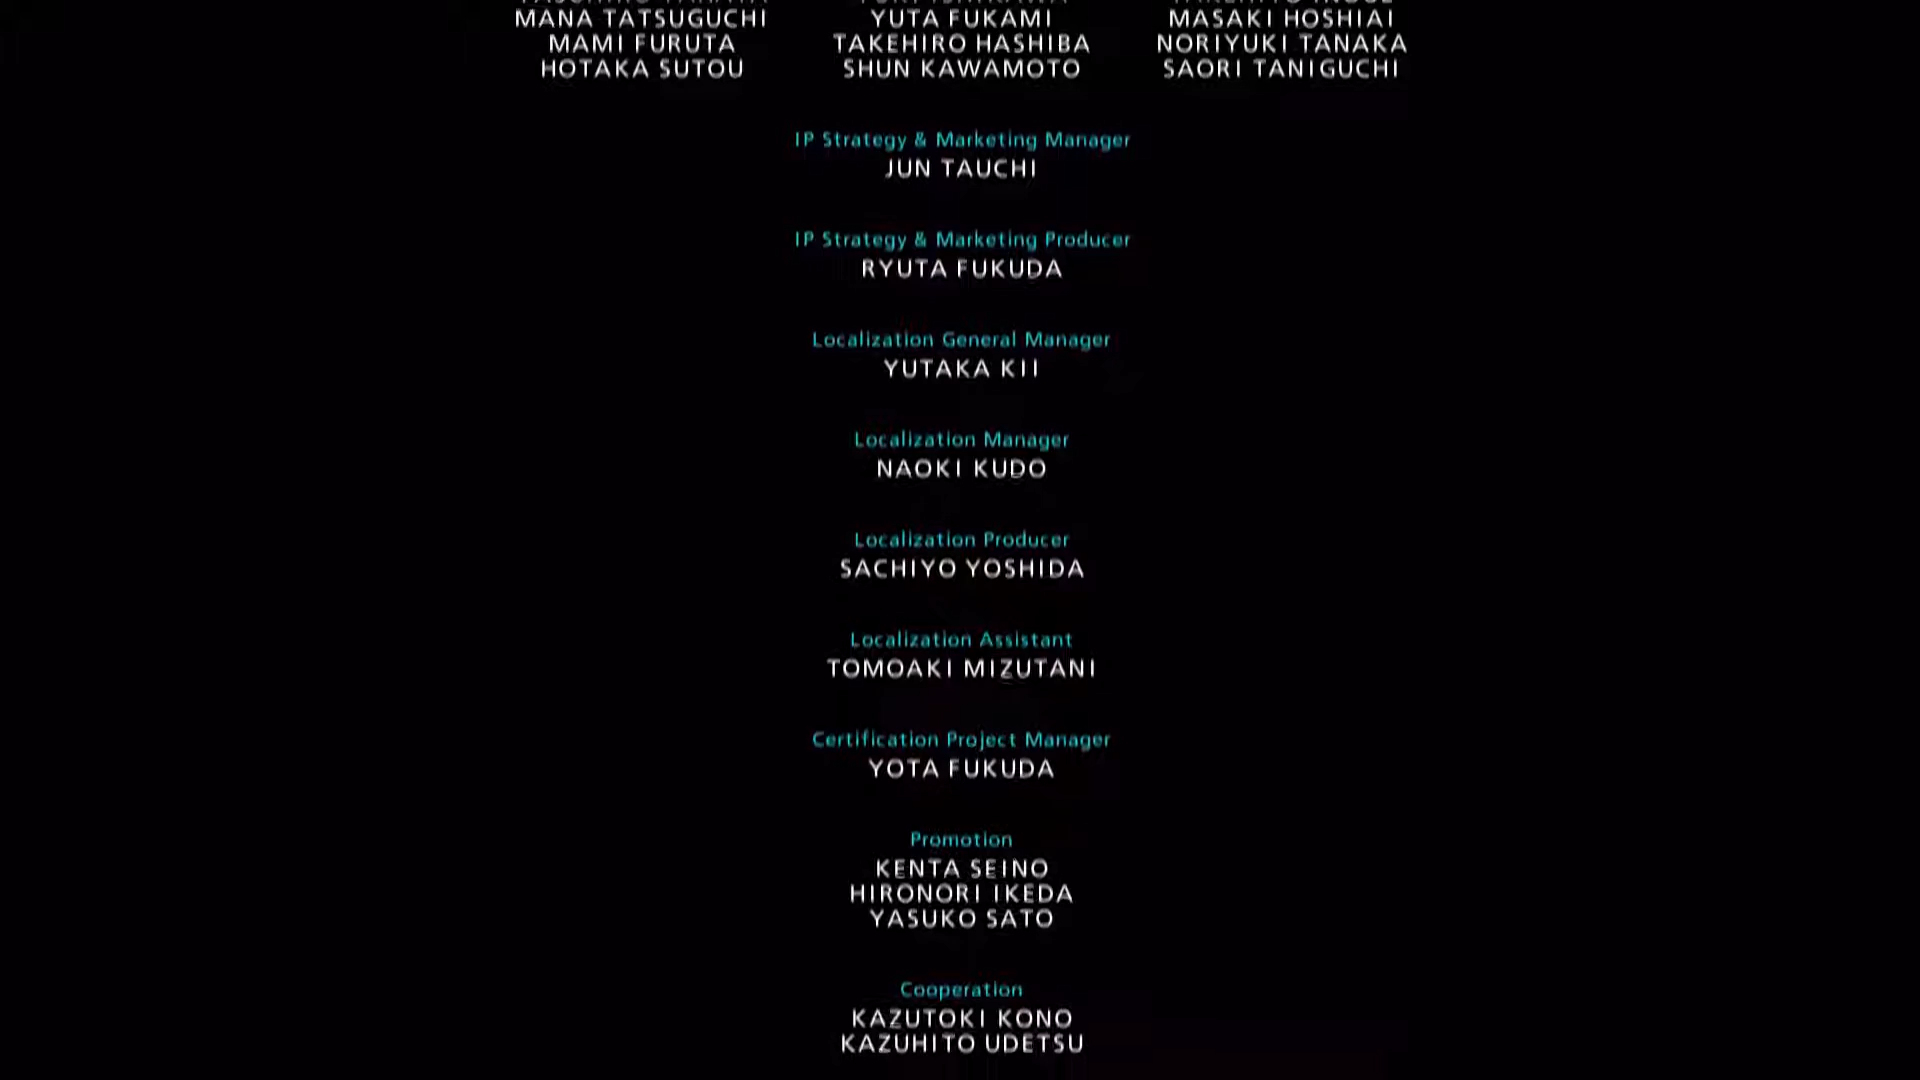 MANA TATSUGUCHI YUTA FUKAMI MASAKI HOSHIAI
MAMI FURUTA TAKEHIRO HASHIBA NORIYUKI TANAKA
HOTAKA SUTOU SHUN KAWAMOTO SAORI TANIGUCHI
IP Strategy & Marketing Manager
JUN TAUCHI
IP Strategy & Marketing Producer
RYUTA FUKUDA
Localization General Manager
YUTAKA KII
Localization Manager
NAOKI KUDO
Localization Producer
SACHIYO YOSHIDA
Localization Assistant
TOMOAKI MIZUTANI
Certification Project Manager
YOTA FUKUDA
Promotion
KENTA SEINO
HIRONORI IKEDA
YASUKO SATO
Cooperation
KAZUTOKI KONO
KAZUHITO UDETSU